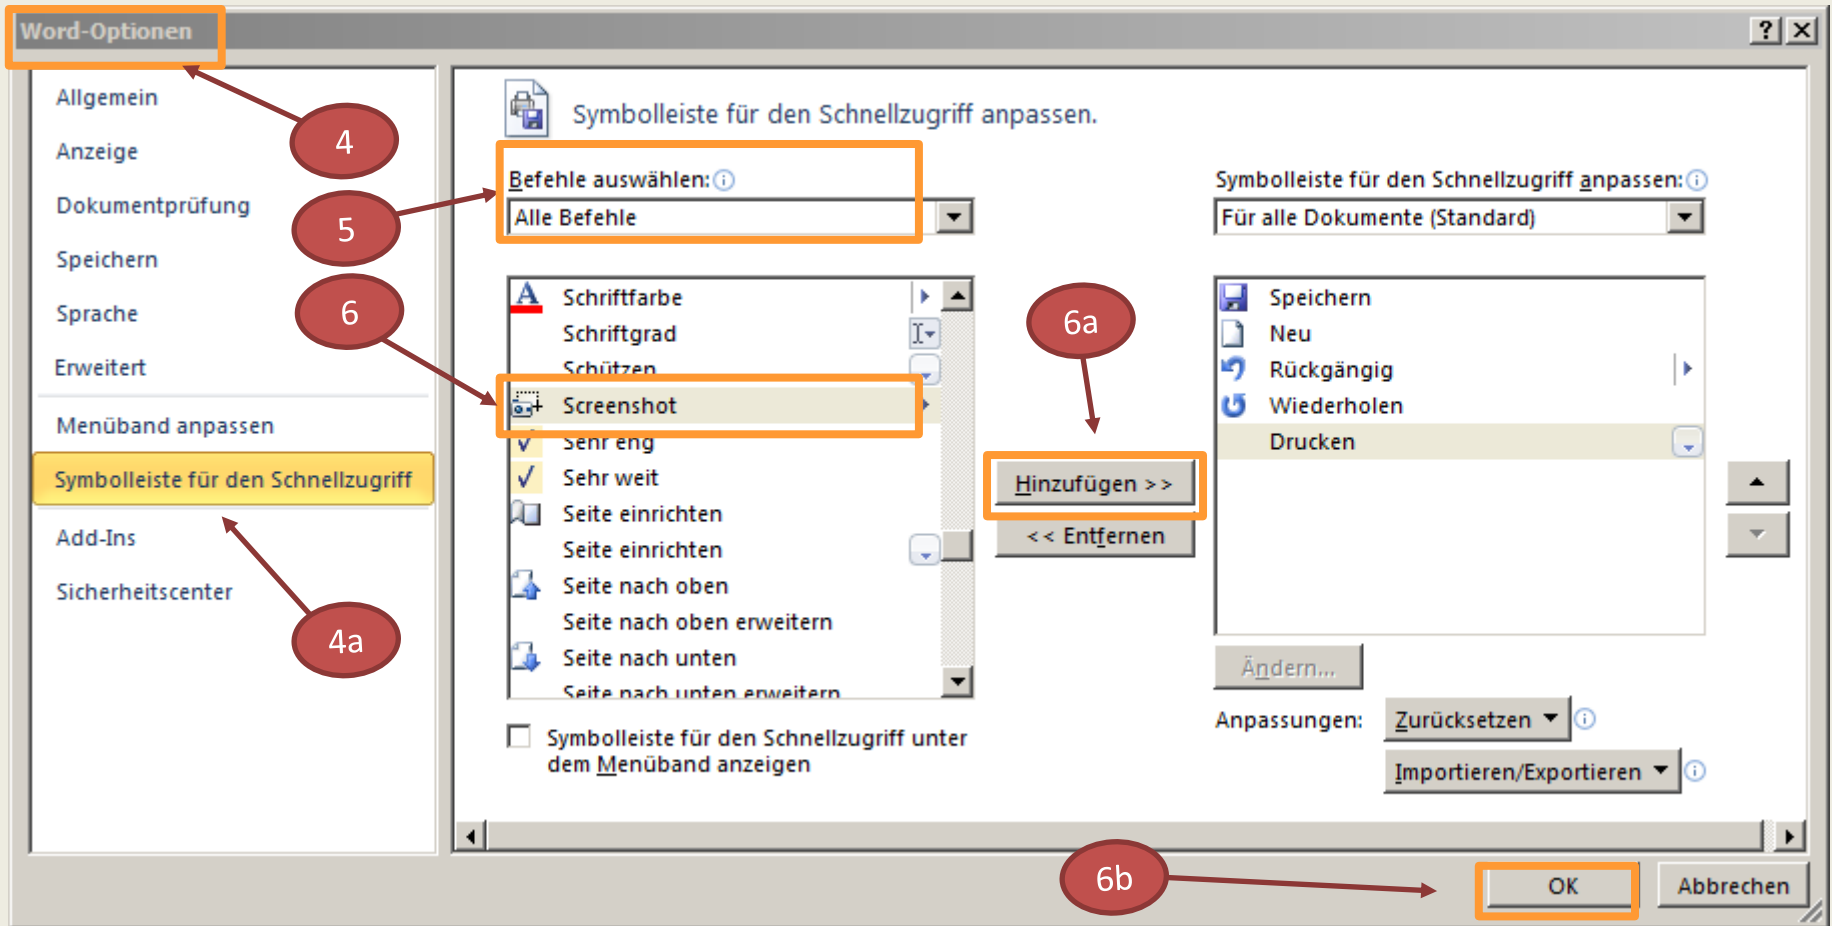 Word-Optionen
?
Allgemein
Anzeige
Dokumentprüfung
Speichern
Sprache
Erweitert
Menüband anpassen
Symbolleiste für den Schnellzugriff
Add-Ins
Sicherheitscenter
4
5
6
4a
Symbolleiste für den Schnellzugriff anpassen.
Befehle auswählen:
Alle Befehle
Schriftfarbe
Schriftgrad
Schützen
Screenshot
Sehr eng
Sehr weit
Seite einrichten
Seite einrichten
Seite nach oben
Seite nach oben erweitern
Seite nach unten
Seite nach unten erweitern
Symbolleiste für den Schnellzugriff unter
dem Menüband anzeigen
6a
Hinzufügen >>
<< Entfernen
Symbolleiste für den Schnellzugriff anpassen:
Für alle Dokumente (Standard)
Speichern
Neu
Rückgängig
Wiederholen
Drucken
Ändern...
Anpassungen:
Zurücksetzen
Importieren/Exportieren
6b
OK
Abbrechen